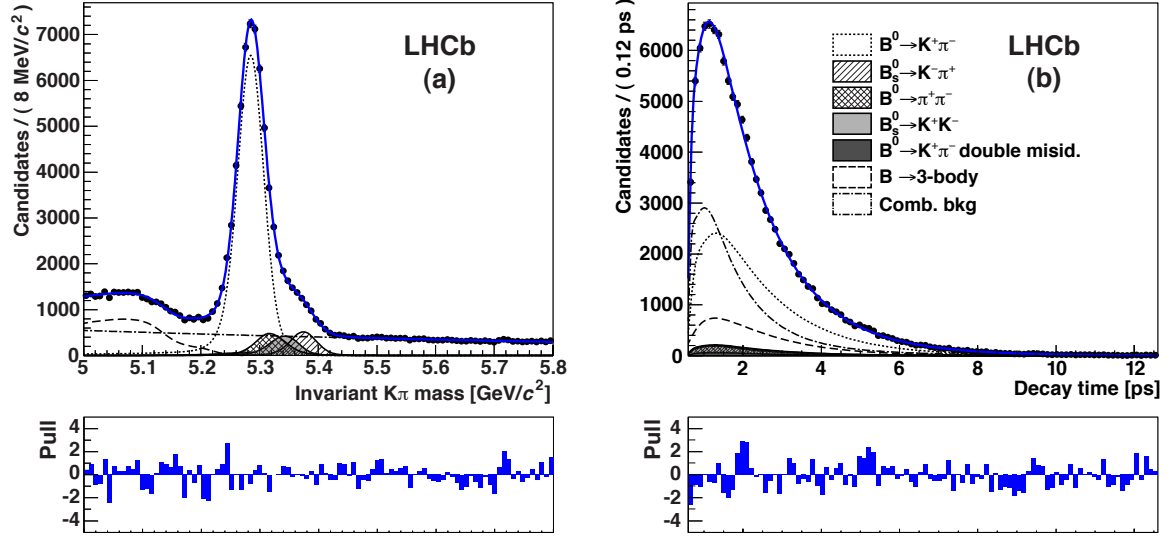 Candidates / ( 8 MeV/c² )
7000
6000
5000
4000
3000
2000
1000
0
LHCb
(a)
5 5.1 5.2 5.3 5.4 5.5 5.6 5.7 5.8
Invariant Kπ mass [GeV/c²]
Pull
4
2
0
-2
-4
Candidates / ( 0.12 ps )
6000
5000
4000
3000
2000
1000
0
LHCb
(b)
B⁰→K⁺π⁻
B⁰ₛ→K⁻π⁺
B⁰→π⁺π⁻
B⁰ₛ→K⁺K⁻
B⁰→K⁺π⁻ double misid.
B →3-body
Comb. bkg
2 4 6 8 10 12
Decay time [ps]
Pull
4
2
0
-2
-4